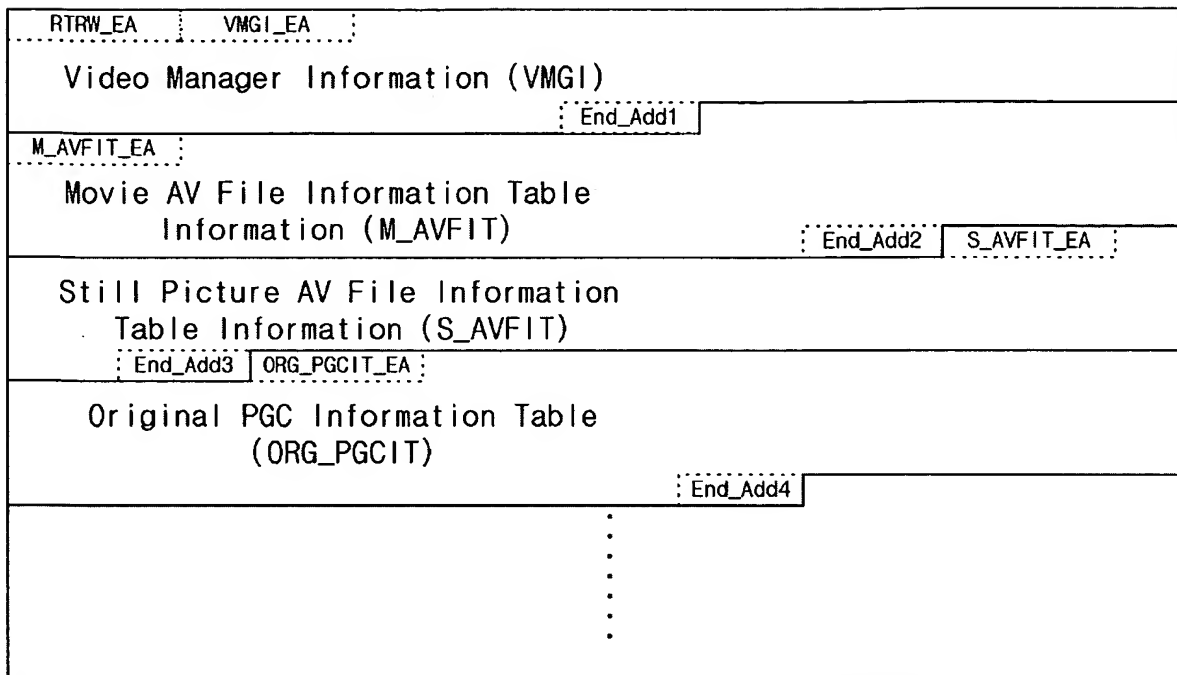 RTRW_EA VMGI_EA
Video Manager Information (VMGI)
End_Add1
M_AVFIT_EA
Movie AV File Information Table
Information (M_AVFIT)
End_Add2 S_AVFIT_EA
Still Picture AV File Information
Table Information (S_AVFIT)
End_Add3 ORG_PGCIT_EA
Original PGC Information Table
(ORG_PGCIT)
End_Add4